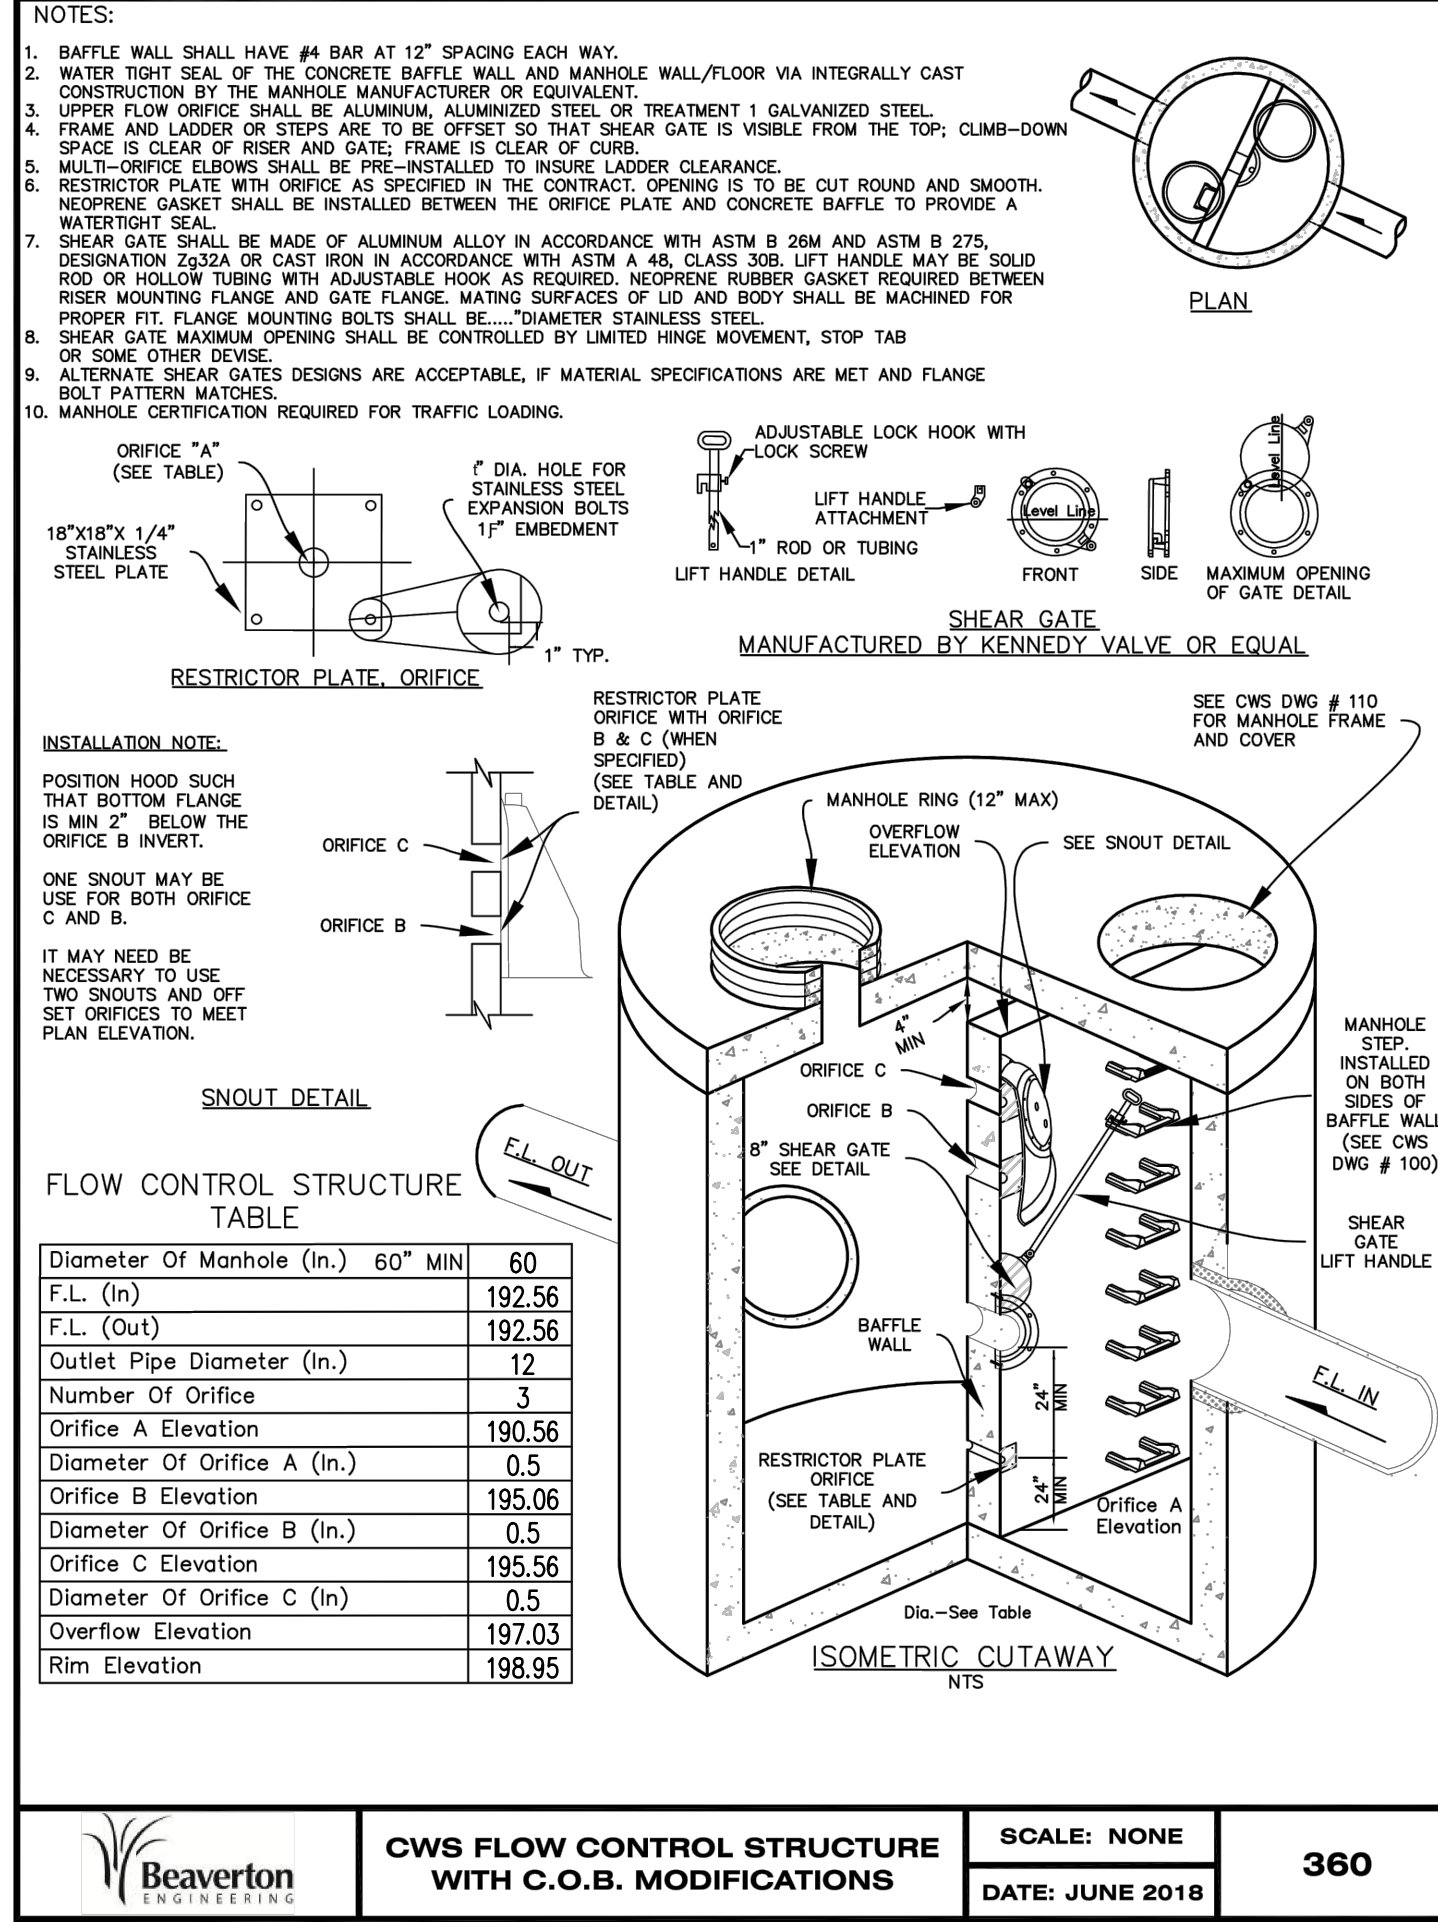 NOTES:
1. BAFFLE WALL SHALL HAVE #4 BAR AT 12" SPACING EACH WAY.
2. WATER TIGHT SEAL OF THE CONCRETE BAFFLE WALL AND MANHOLE WALL/FLOOR VIA INTEGRALLY CAST
CONSTRUCTION BY THE MANHOLE MANUFACTURER OR EQUIVALENT.
3. UPPER FLOW ORIFICE SHALL BE ALUMINUM, ALUMINIZED STEEL OR TREATMENT 1 GALVANIZED STEEL.
4. FRAME AND LADDER OR STEPS ARE TO BE OFFSET SO THAT SHEAR GATE IS VISIBLE FROM THE TOP; CLIMB-DOWN
SPACE IS CLEAR OF RISER AND GATE; FRAME IS CLEAR OF CURB.
5. MULTI-ORIFICE ELBOWS SHALL BE PRE-INSTALLED TO INSURE LADDER CLEARANCE.
6. RESTRICTOR PLATE WITH ORIFICE AS SPECIFIED IN THE CONTRACT. OPENING IS TO BE CUT ROUND AND SMOOTH.
NEOPRENE GASKET SHALL BE INSTALLED BETWEEN THE ORIFICE PLATE AND CONCRETE BAFFLE TO PROVIDE A
WATERTIGHT SEAL.
7. SHEAR GATE SHALL BE MADE OF ALUMINUM ALLOY IN ACCORDANCE WITH ASTM B 26M AND ASTM B 275,
DESIGNATION Zg32A OR CAST IRON IN ACCORDANCE WITH ASTM A 48, CLASS 30B. LIFT HANDLE MAY BE SOLID
ROD OR HOLLOW TUBING WITH ADJUSTABLE HOOK AS REQUIRED. NEOPRENE RUBBER GASKET REQUIRED BETWEEN
RISER MOUNTING FLANGE AND GATE FLANGE. MATING SURFACES OF LID AND BODY SHALL BE MACHINED FOR
PROPER FIT. FLANGE MOUNTING BOLTS SHALL BE....."DIAMETER STAINLESS STEEL.
8. SHEAR GATE MAXIMUM OPENING SHALL BE CONTROLLED BY LIMITED HINGE MOVEMENT, STOP TAB
OR SOME OTHER DEVISE.
9. ALTERNATE SHEAR GATES DESIGNS ARE ACCEPTABLE, IF MATERIAL SPECIFICATIONS ARE MET AND FLANGE
BOLT PATTERN MATCHES.
10. MANHOLE CERTIFICATION REQUIRED FOR TRAFFIC LOADING.
PLAN
ORIFICE "A"
(SEE TABLE)
18"X18"X 1/4"
STAINLESS
STEEL PLATE
" DIA. HOLE FOR
STAINLESS STEEL
EXPANSION BOLTS
EMBEDMENT
1" TYP.
RESTRICTOR PLATE, ORIFICE
ADJUSTABLE LOCK HOOK WITH
LOCK SCREW
LIFT HANDLE
ATTACHMENT
1" ROD OR TUBING
LIFT HANDLE DETAIL
Level Line
FRONT
SIDE
Level Line
MAXIMUM OPENING
OF GATE DETAIL
SHEAR GATE
MANUFACTURED BY KENNEDY VALVE OR EQUAL
INSTALLATION NOTE:
POSITION HOOD SUCH
THAT BOTTOM FLANGE
IS MIN 2" BELOW THE
ORIFICE B INVERT.
ONE SNOUT MAY BE
USE FOR BOTH ORIFICE
C AND B.
IT MAY NEED BE
NECESSARY TO USE
TWO SNOUTS AND OFF
SET ORIFICES TO MEET
PLAN ELEVATION.
ORIFICE C
ORIFICE B
SNOUT DETAIL
RESTRICTOR PLATE
ORIFICE WITH ORIFICE
B & C (WHEN
SPECIFIED)
(SEE TABLE AND
DETAIL)
MANHOLE RING (12" MAX)
OVERFLOW
ELEVATION
SEE SNOUT DETAIL
SEE CWS DWG # 110
FOR MANHOLE FRAME
AND COVER
4"
MIN
ORIFICE C
ORIFICE B
8" SHEAR GATE
SEE DETAIL
MANHOLE
STEP.
INSTALLED
ON BOTH
SIDES OF
BAFFLE WALL
(SEE CWS
DWG # 100)
SHEAR
GATE
LIFT HANDLE
F.L. OUT
F.L. IN
BAFFLE
WALL
24"
MIN
24"
MIN
RESTRICTOR PLATE
ORIFICE
(SEE TABLE AND
DETAIL)
Orifice A
Elevation
Dia.-See Table
ISOMETRIC CUTAWAY
NTS
FLOW CONTROL STRUCTURE
TABLE
Diameter Of Manhole (In.) 60" MIN 60
F.L. (In) 192.56
F.L. (Out) 192.56
Outlet Pipe Diameter (In.) 12
Number Of Orifice 3
Orifice A Elevation 190.56
Diameter Of Orifice A (In.) 0.5
Orifice B Elevation 195.06
Diameter Of Orifice B (In.) 0.5
Orifice C Elevation 195.56
Diameter Of Orifice C (In) 0.5
Overflow Elevation 197.03
Rim Elevation 198.95
Beaverton
ENGINEERING
CWS FLOW CONTROL STRUCTURE
WITH C.O.B. MODIFICATIONS
SCALE: NONE
DATE: JUNE 2018
360